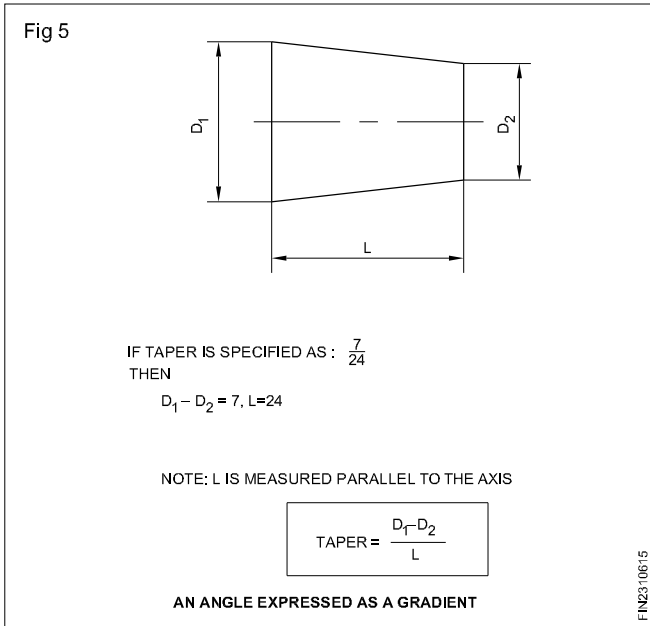 Fig 5
D1
D2
L
IF TAPER IS SPECIFIED AS : 7/24
THEN
D1 – D2 = 7, L=24
NOTE: L IS MEASURED PARALLEL TO THE AXIS
TAPER = D1–D2/L
AN ANGLE EXPRESSED AS A GRADIENT
FIN2310615